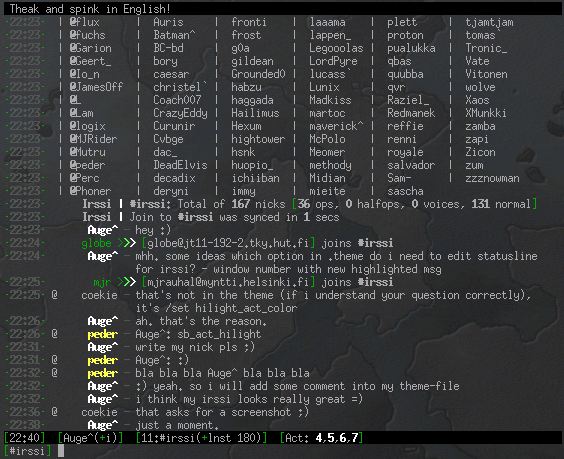 Theak and spink in English!
-22:23- | @flux | Auris | fronti | laaama | plett | tjamtjam
-22:23- | @fuchs | Batman^ | frost | lappen_ | proton | tomas
-22:23- | @Garion | BC-bd | g0a | Legooolas | pualukka | Tronic_
-22:23- | @Geert_ | bory | gildean | LordPyre | qbas | Vate
-22:23- | @Io_n | caesar | Grounded0 | lucass | quubba | Vitonen
-22:23- | @JamesOff | christel` | habzu | Lunix | qvr | wolve
-22:23- | @L | Coach007 | haggada | Madkiss | Raziel_ | Xaos
-22:23- | @Lam | CrazyEddy | Hailimus | martoc | Redmanek | XMunkki
-22:23- | @logix | Curunir | Hexum | maverick^ | reffie | zamba
-22:23- | @MJRider | Cvbge | hightower | McPolo | renni | zapi
-22:23- | @Mutru | dac_ | hsnk | Meomer | royale | Zicon
-22:23- | @peder | DeadElvis | huopio_ | methody | salvador | zum
-22:23- | @Perc | decadix | ichiiban | Midian | Sam- | zzznowman
-22:23- | @Phoner | deryni | immy | mieite | sascha
-22:23- Irssi | #irssi: Total of 167 nicks [36 ops, 0 halfops, 0 voices, 131 normal]
-22:23- Irssi | Join to #irssi was synced in 1 secs
-22:23- Auge^ - hey :)
-22:24- globe >>> [globe@jt11-192-2.tky.hut.fi] joins #irssi
-22:24- Auge^ - mhh. some ideas which option in .theme do i need to edit statusline
for irssi? - window number with new highlighted msg
-22:25- mjr >>> [mjrauhal@myntti.helsinki.fi] joins #irssi
-22:25- @ coekie - that's not in the theme (if i understand your question correctly),
it's /set hilight_act_color
-22:26- Auge^ - ah. that's the reason.
-22:26- @ peder - Auge^: sb_act_hilight
-22:31- Auge^ - write my nick pls ;)
-22:31- @ peder - Auge^: :)
-22:32- @ peder - bla bla bla Auge^ bla bla bla
-22:32- Auge^ - :) yeah. so i will add some comment into my theme-file
-22:32- Auge^ - i think my irssi looks really great =)
-22:36- @ coekie - that asks for a screenshot ;)
-22:38- Auge^ - just a moment.
[22:40] [Auge^(+i)] [11:#irssi(+lnst 180)] [Act: 4,5,6,7]
[#irssi]